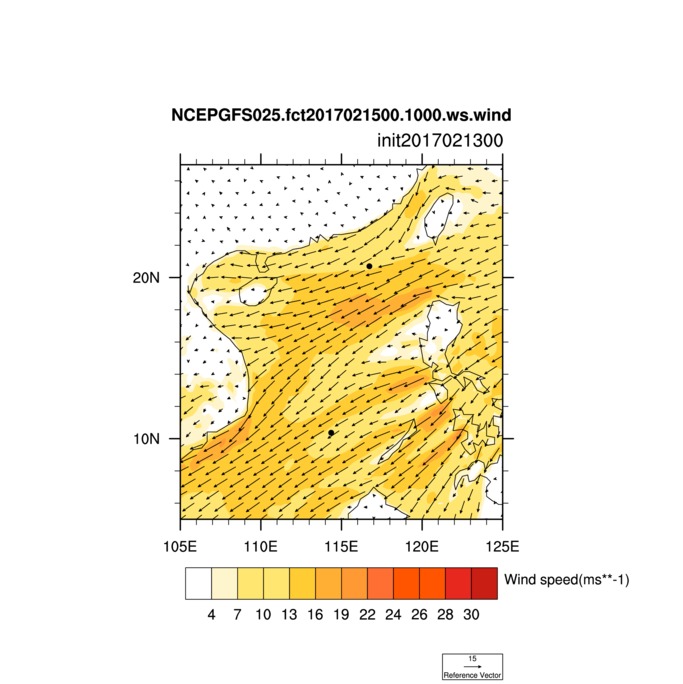 NCEPGFS025.fct2017021500.1000.ws.wind
init2017021300
20N
10N
105E 110E 115E 120E 125E
Wind speed(ms**-1)
4 7 10 13 16 19 22 24 26 28 30
15
Reference Vector